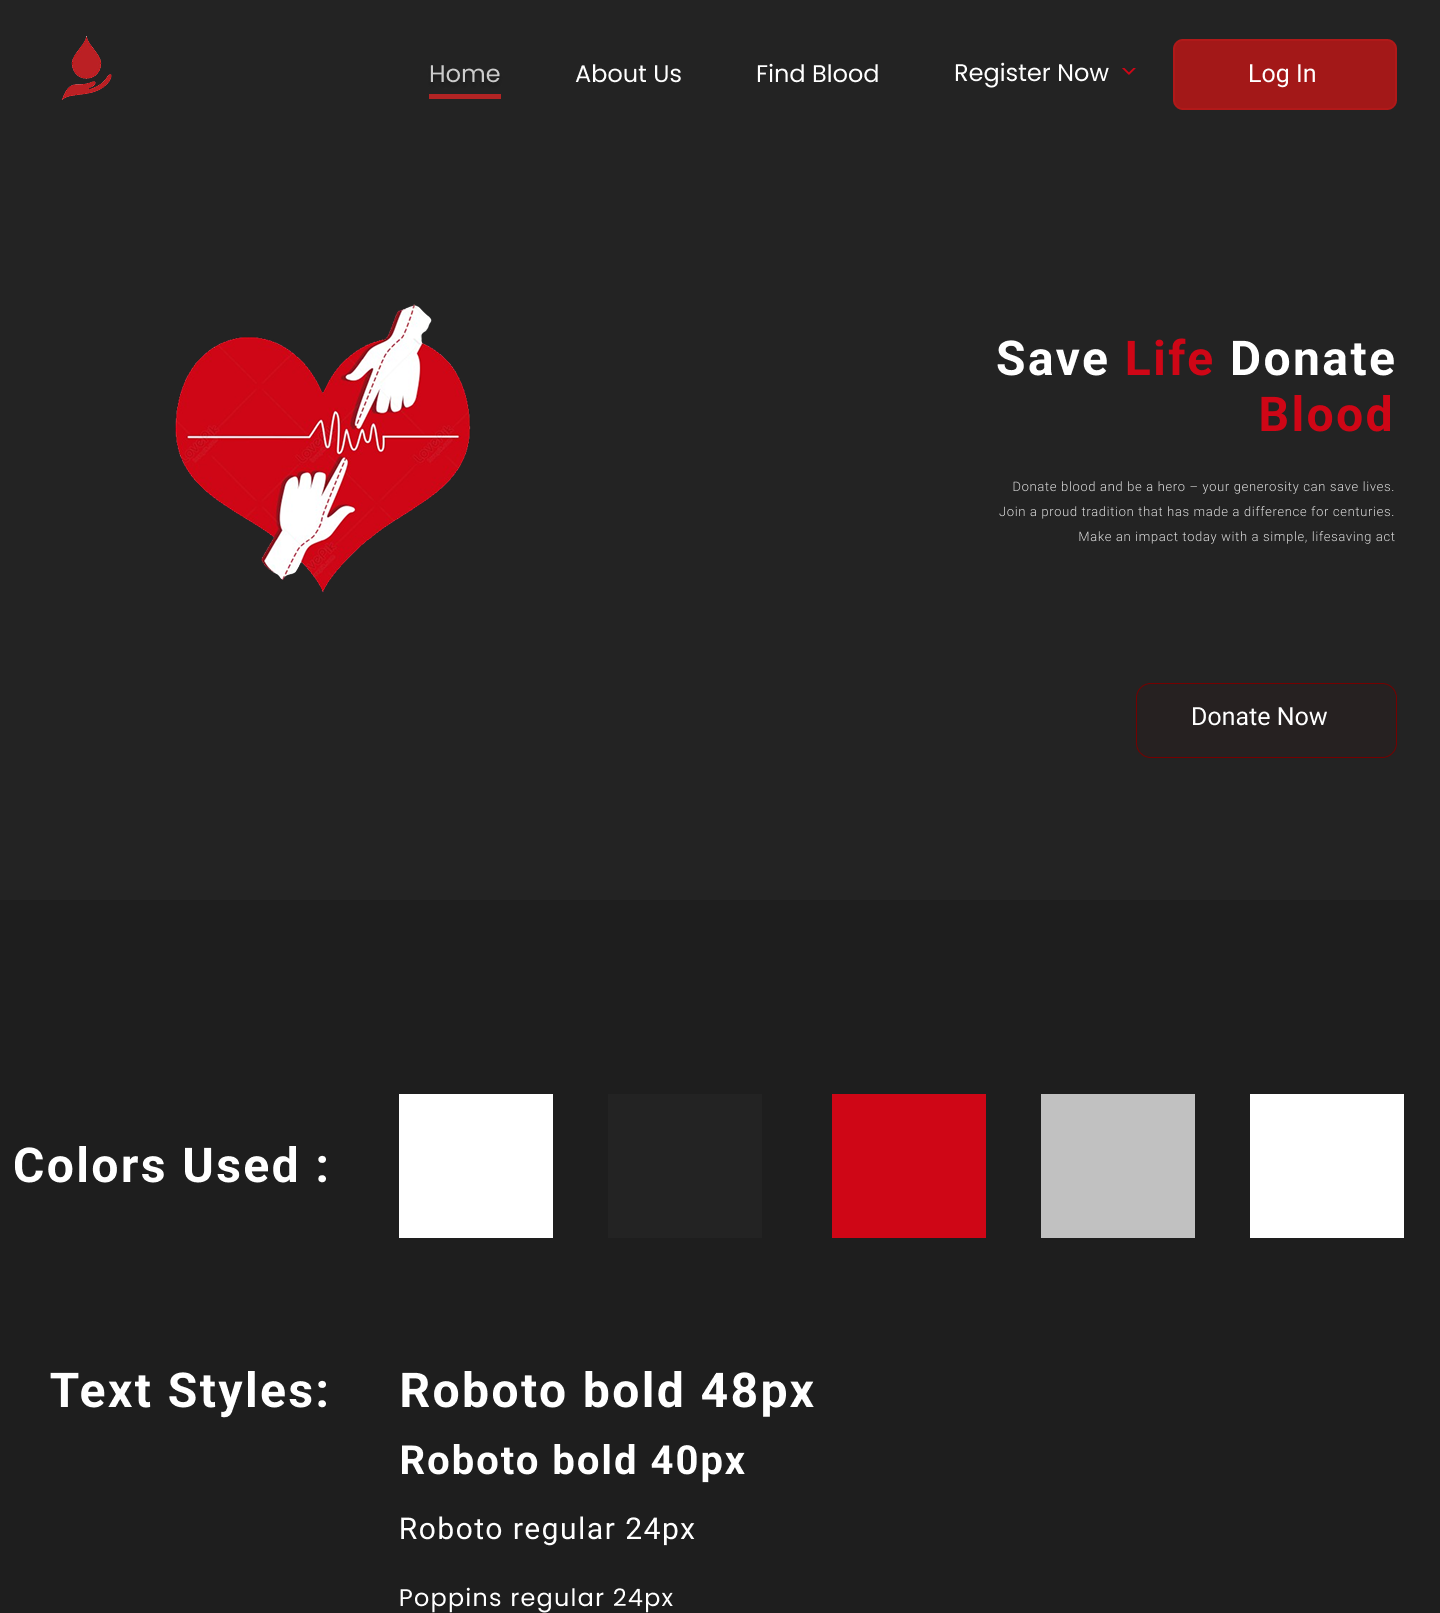 Home
About Us
Find Blood
Register Now
Log In
Save Life Donate
Blood
Donate blood and be a hero – your generosity can save lives.
Join a proud tradition that has made a difference for centuries.
Make an impact today with a simple, lifesaving act
Donate Now
Colors Used :
Text Styles:
Roboto bold 48px
Roboto bold 40px
Roboto regular 24px
Poppins regular 24px